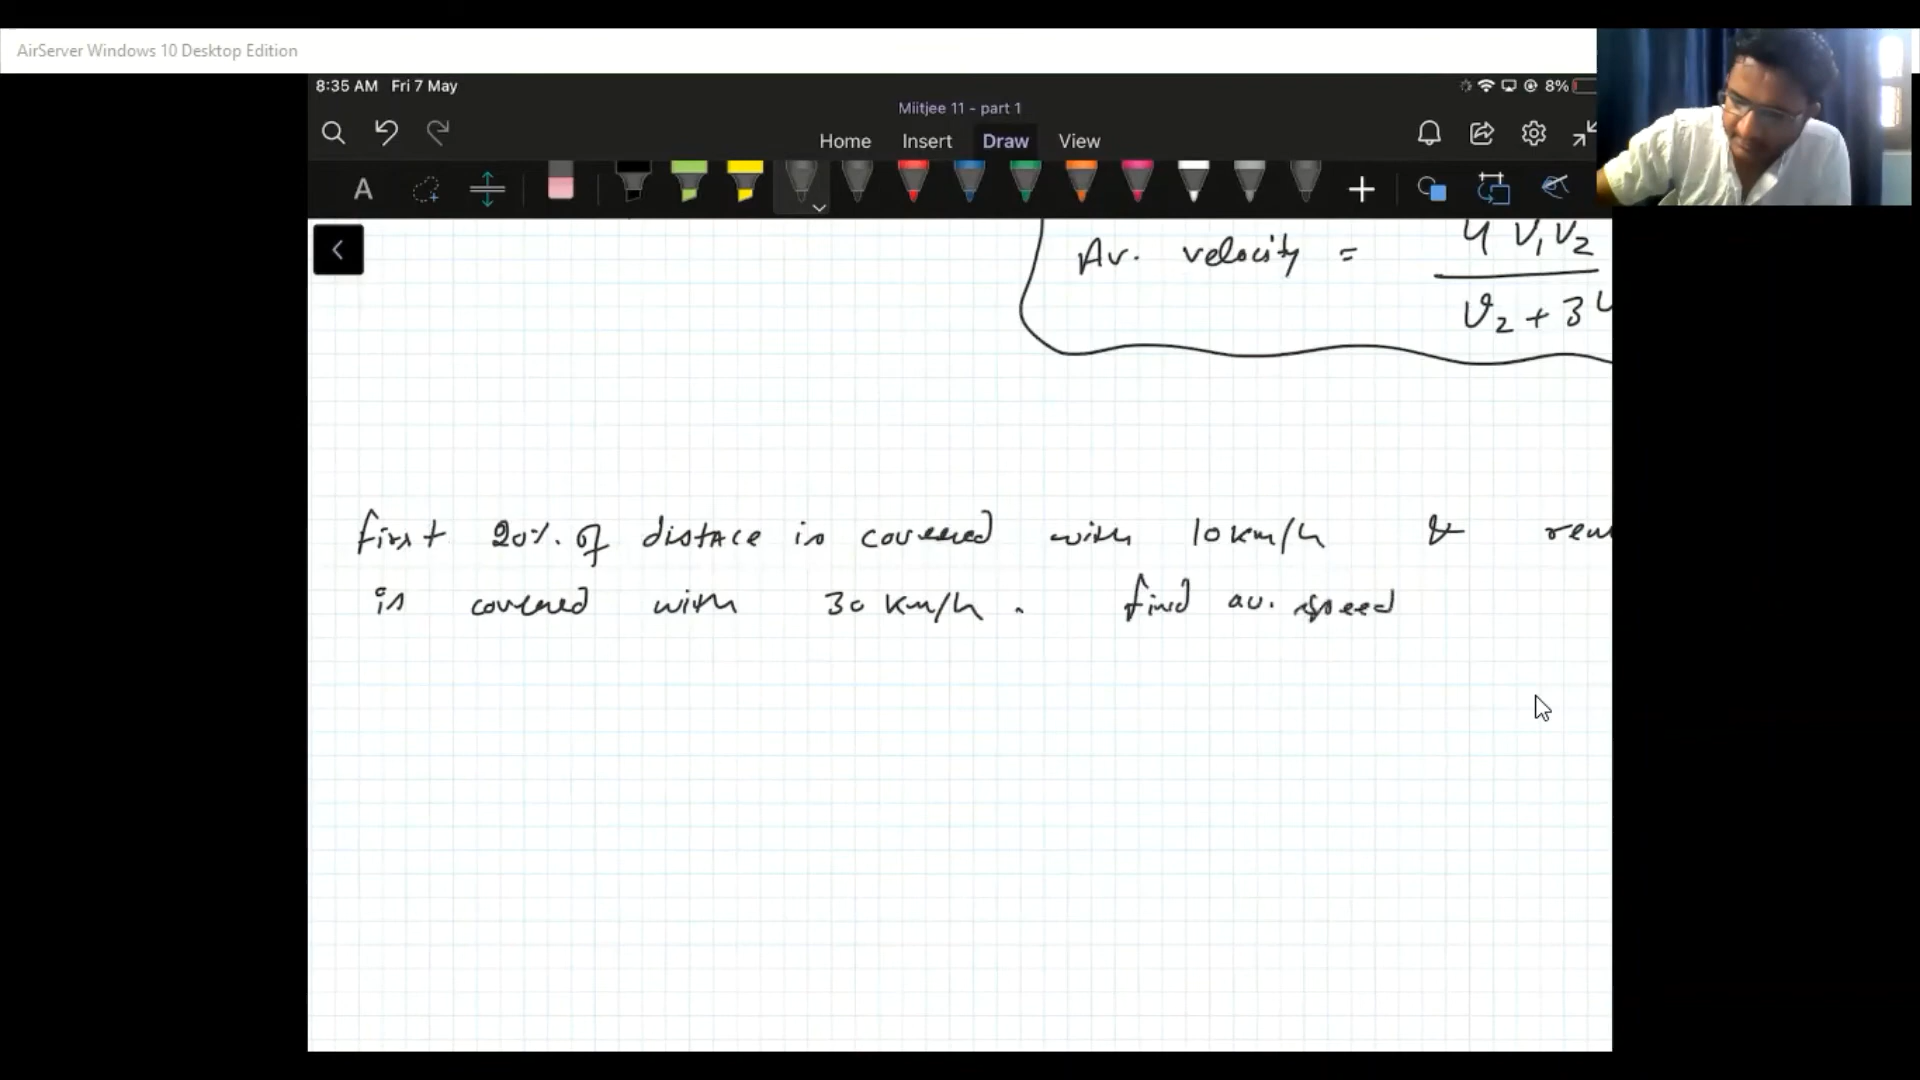 AirServer Windows 10 Desktop Edition
8:35 AM Fri 7 May
8%
Miitjee 11 - part 1
Home Insert Draw View
A
Av. velocity = 4 V₁V₂ / V₂ + 3
first 20% of distace is covered with 10 km/h &
is covered with 30 km/h. find av. speed